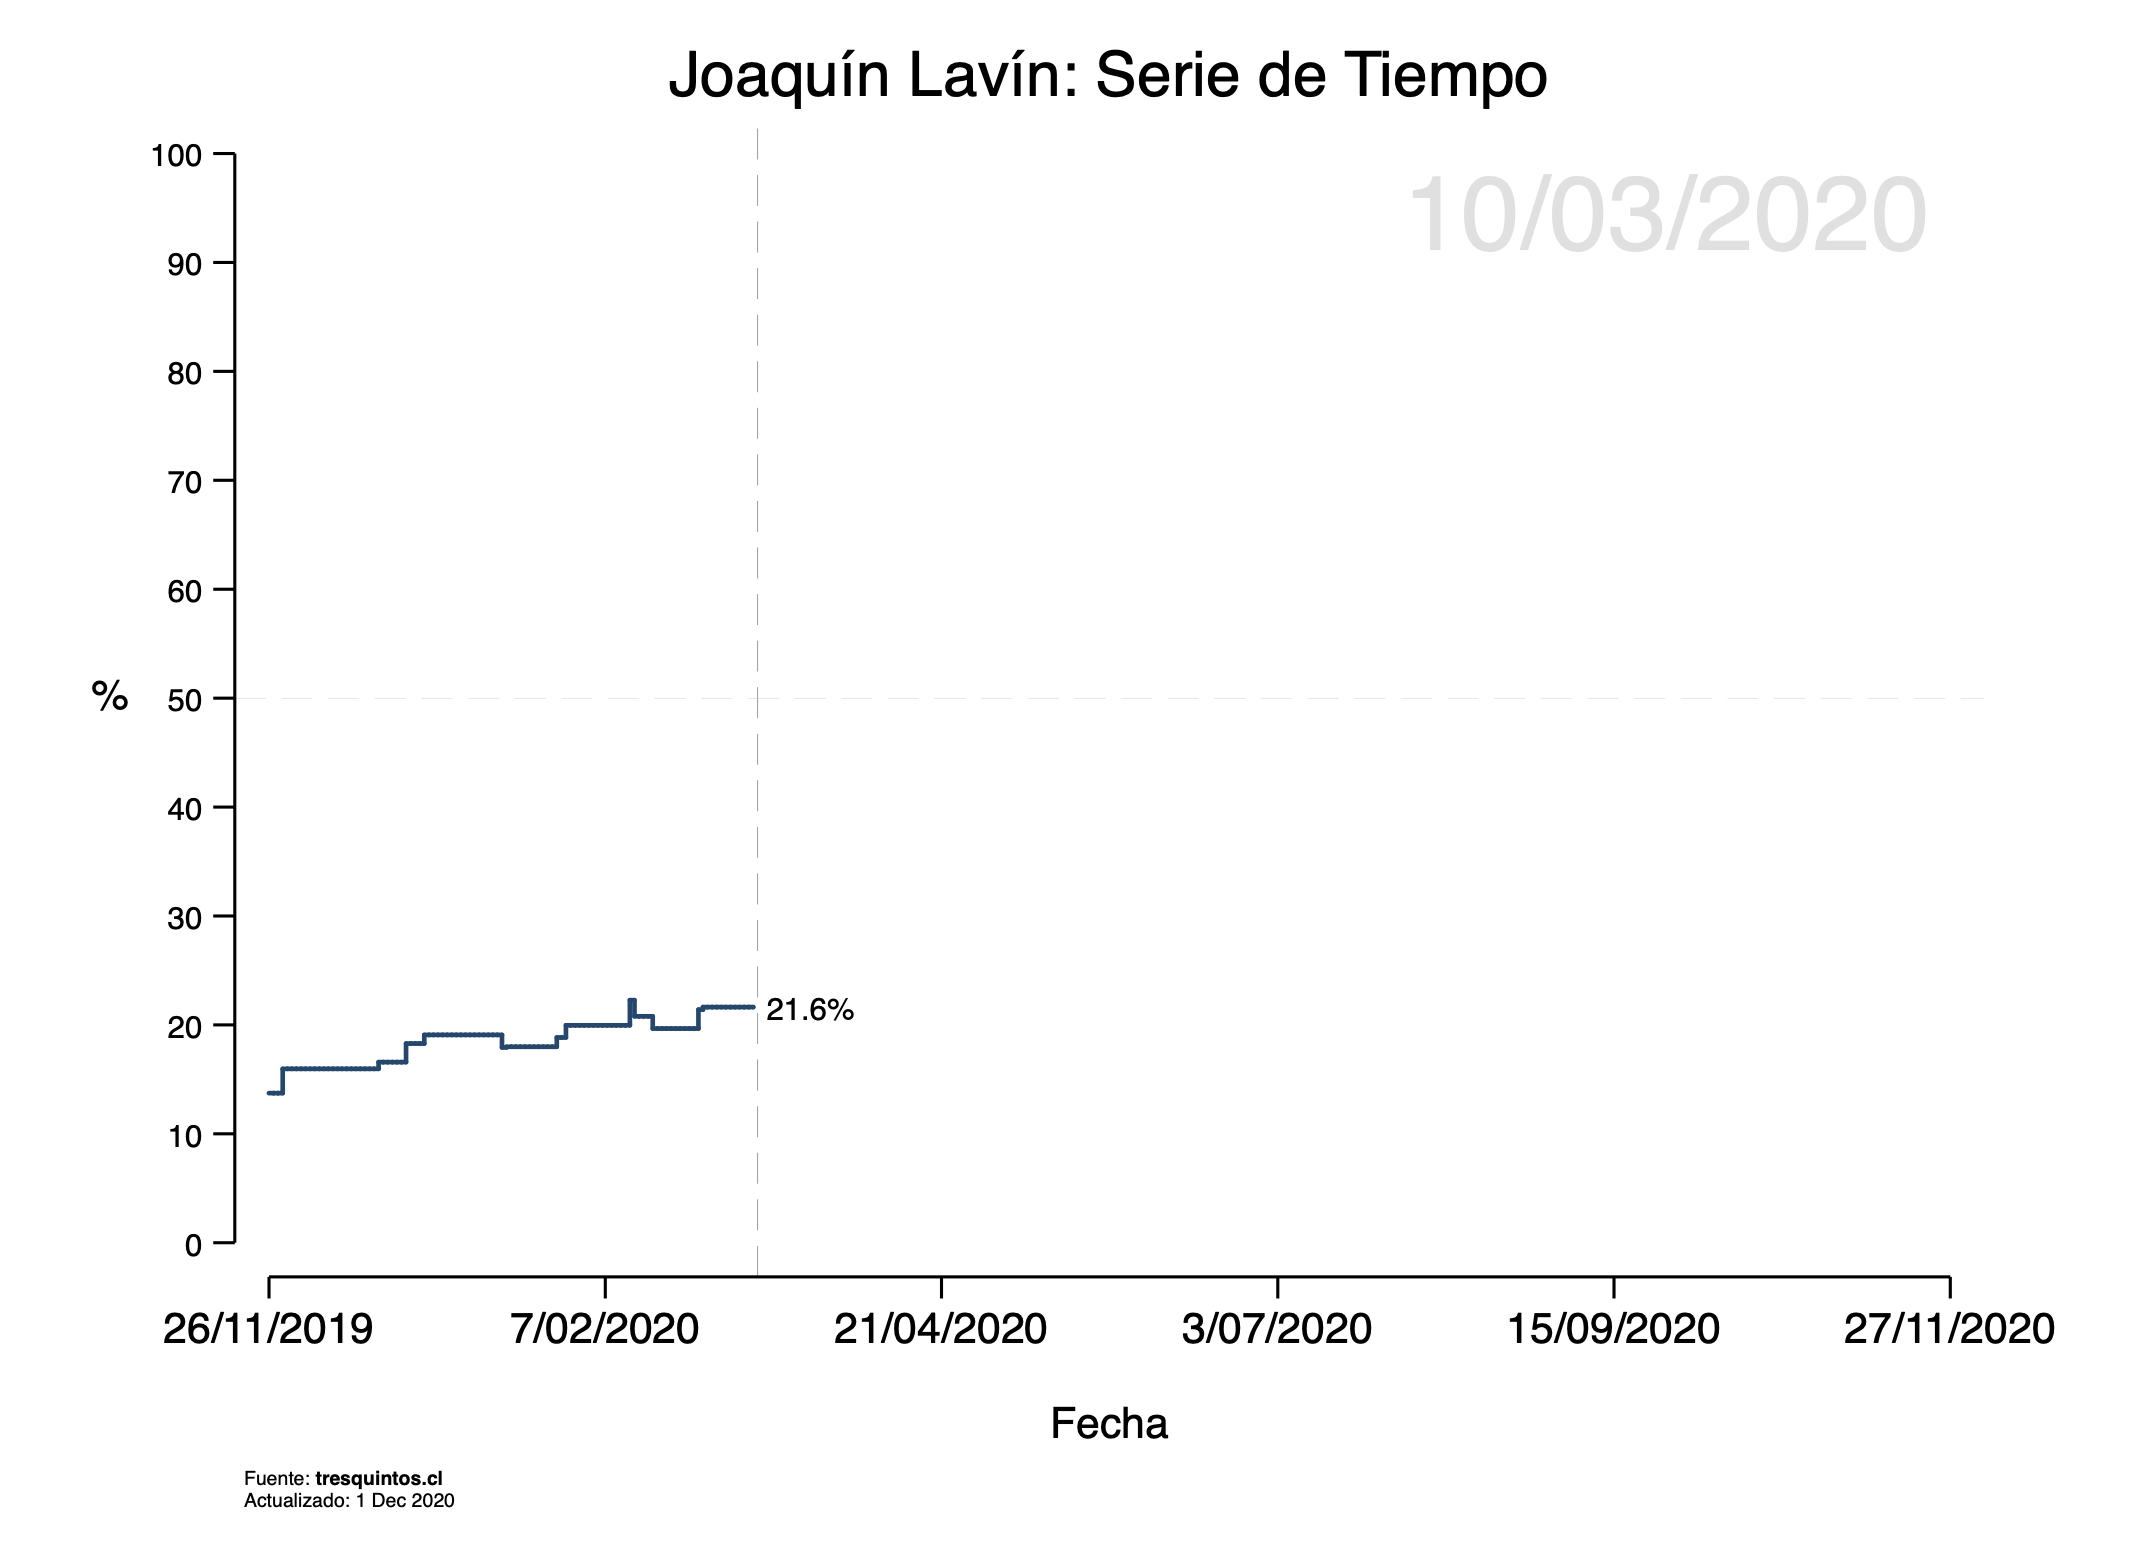 Joaquín Lavín: Serie de Tiempo
10/03/2020
100
90
80
70
60
%
50
40
30
21.6%
20
10
0
26/11/2019 7/02/2020 21/04/2020 3/07/2020 15/09/2020 27/11/2020
Fecha
Fuente: tresquintos.cl
Actualizado: 1 Dec 2020